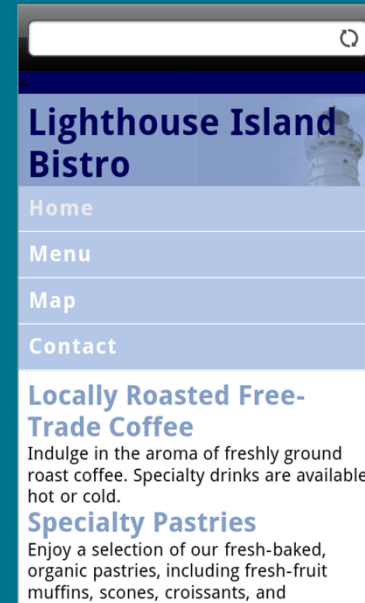 Lighthouse Island
Bistro
Home
Menu
Map
Contact
Locally Roasted Free-
Trade Coffee
Indulge in the aroma of freshly ground
roast coffee. Specialty drinks are available
hot or cold.
Specialty Pastries
Enjoy a selection of our fresh-baked,
organic pastries, including fresh-fruit
muffins, scones, croissants, and